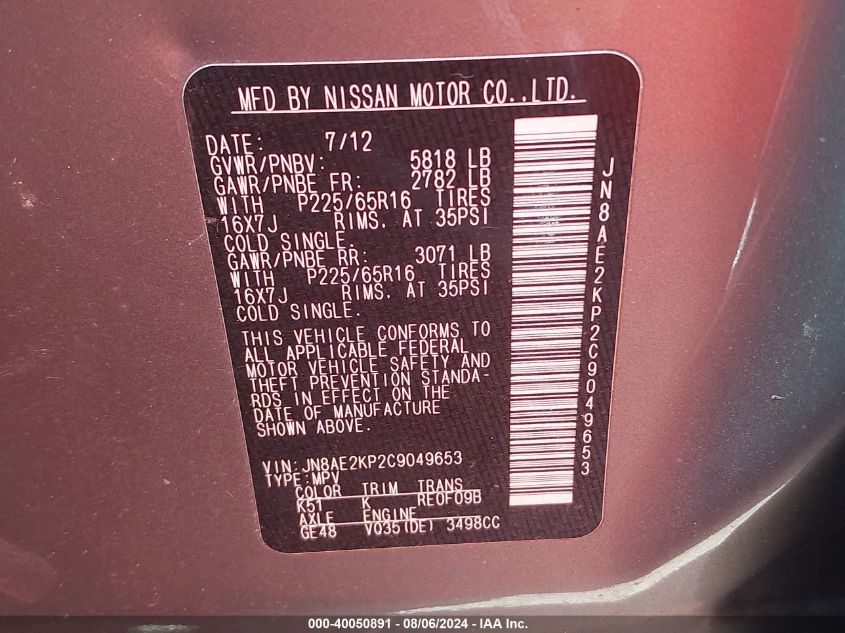 MFD BY NISSAN MOTOR CO.,LTD.
DATE: 7/12
GVWR/PNBV: 5818 LB
GAWR/PNBE FR: 2782 LB
WITH P225/65R16 TIRES
16X7J RIMS. AT 35PSI
COLD SINGLE.
GAWR/PNBE RR: 3071 LB
WITH P225/65R16 TIRES
16X7J RIMS. AT 35PSI
COLD SINGLE.
THIS VEHICLE CONFORMS TO
ALL APPLICABLE FEDERAL
MOTOR VEHICLE SAFETY AND
THEFT PREVENTION STANDA-
RDS IN EFFECT ON THE
DATE OF MANUFACTURE
SHOWN ABOVE.
VIN:JN8AE2KP2C9049653
TYPE:MPV
COLOR TRIM TRANS
K51 K RE0F09B
AXLE ENGINE
GE48 VQ35(DE) 3498CC
JN8AE2KP2C9049653
000-40050891 - 08/06/2024 - IAA Inc.